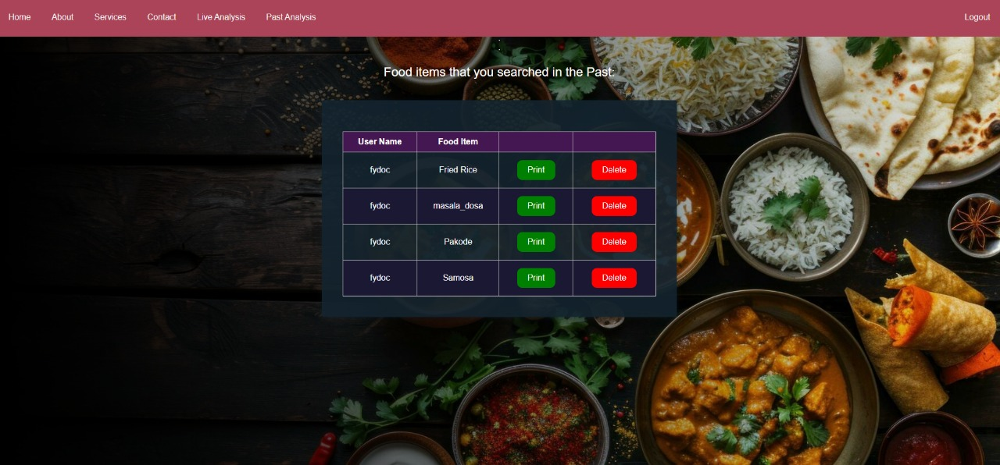 Home About Services Contact Live Analysis Past Analysis Logout
Food items that you searched in the Past:
User Name Food Item
fydoc Fried Rice Print Delete
fydoc masala_dosa Print Delete
fydoc Pakode Print Delete
fydoc Samosa Print Delete